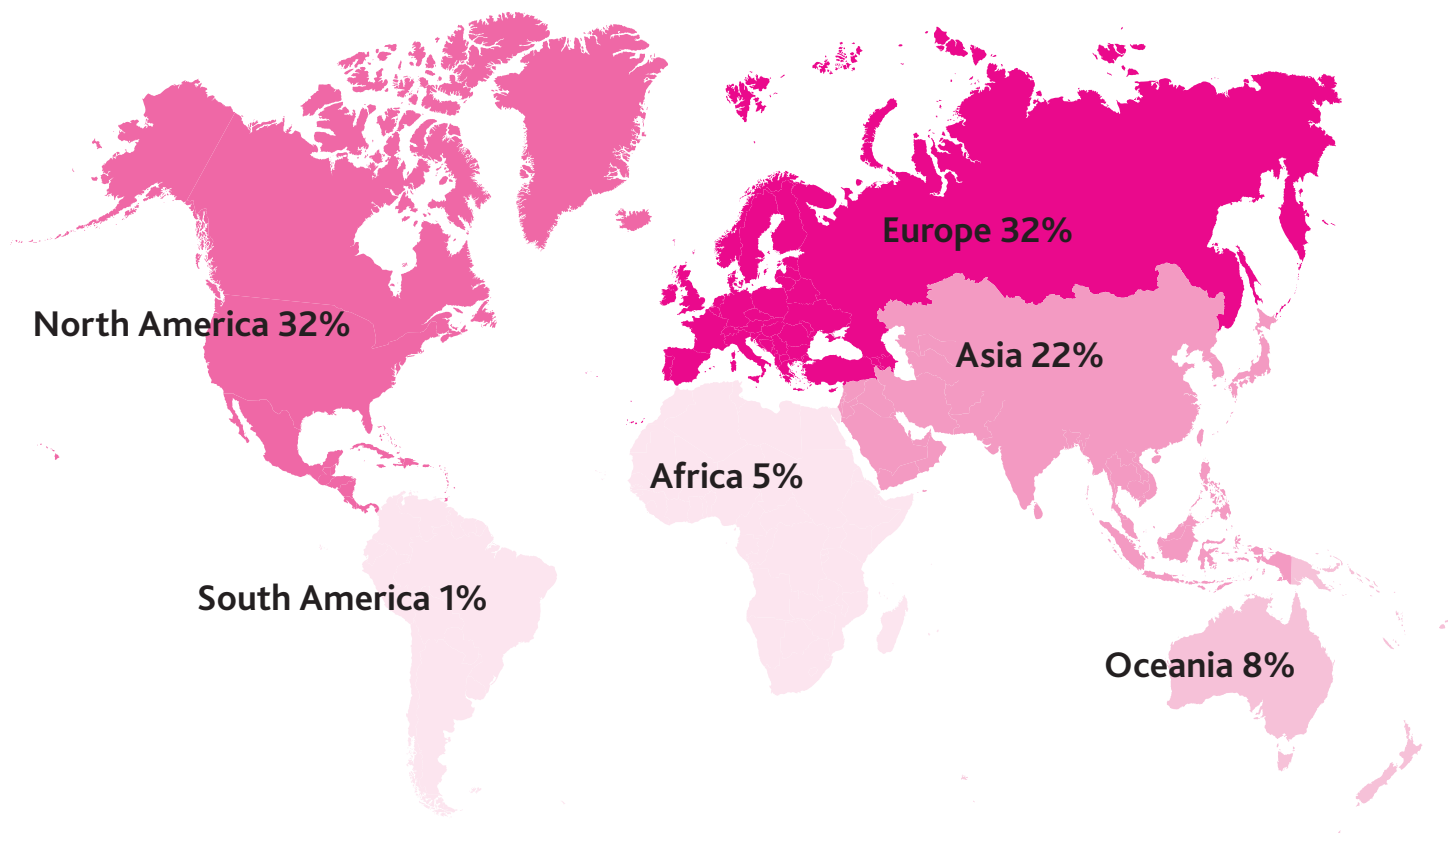 Europe 32%
North America 32%
Asia 22%
Africa 5%
South America 1%
Oceania 8%